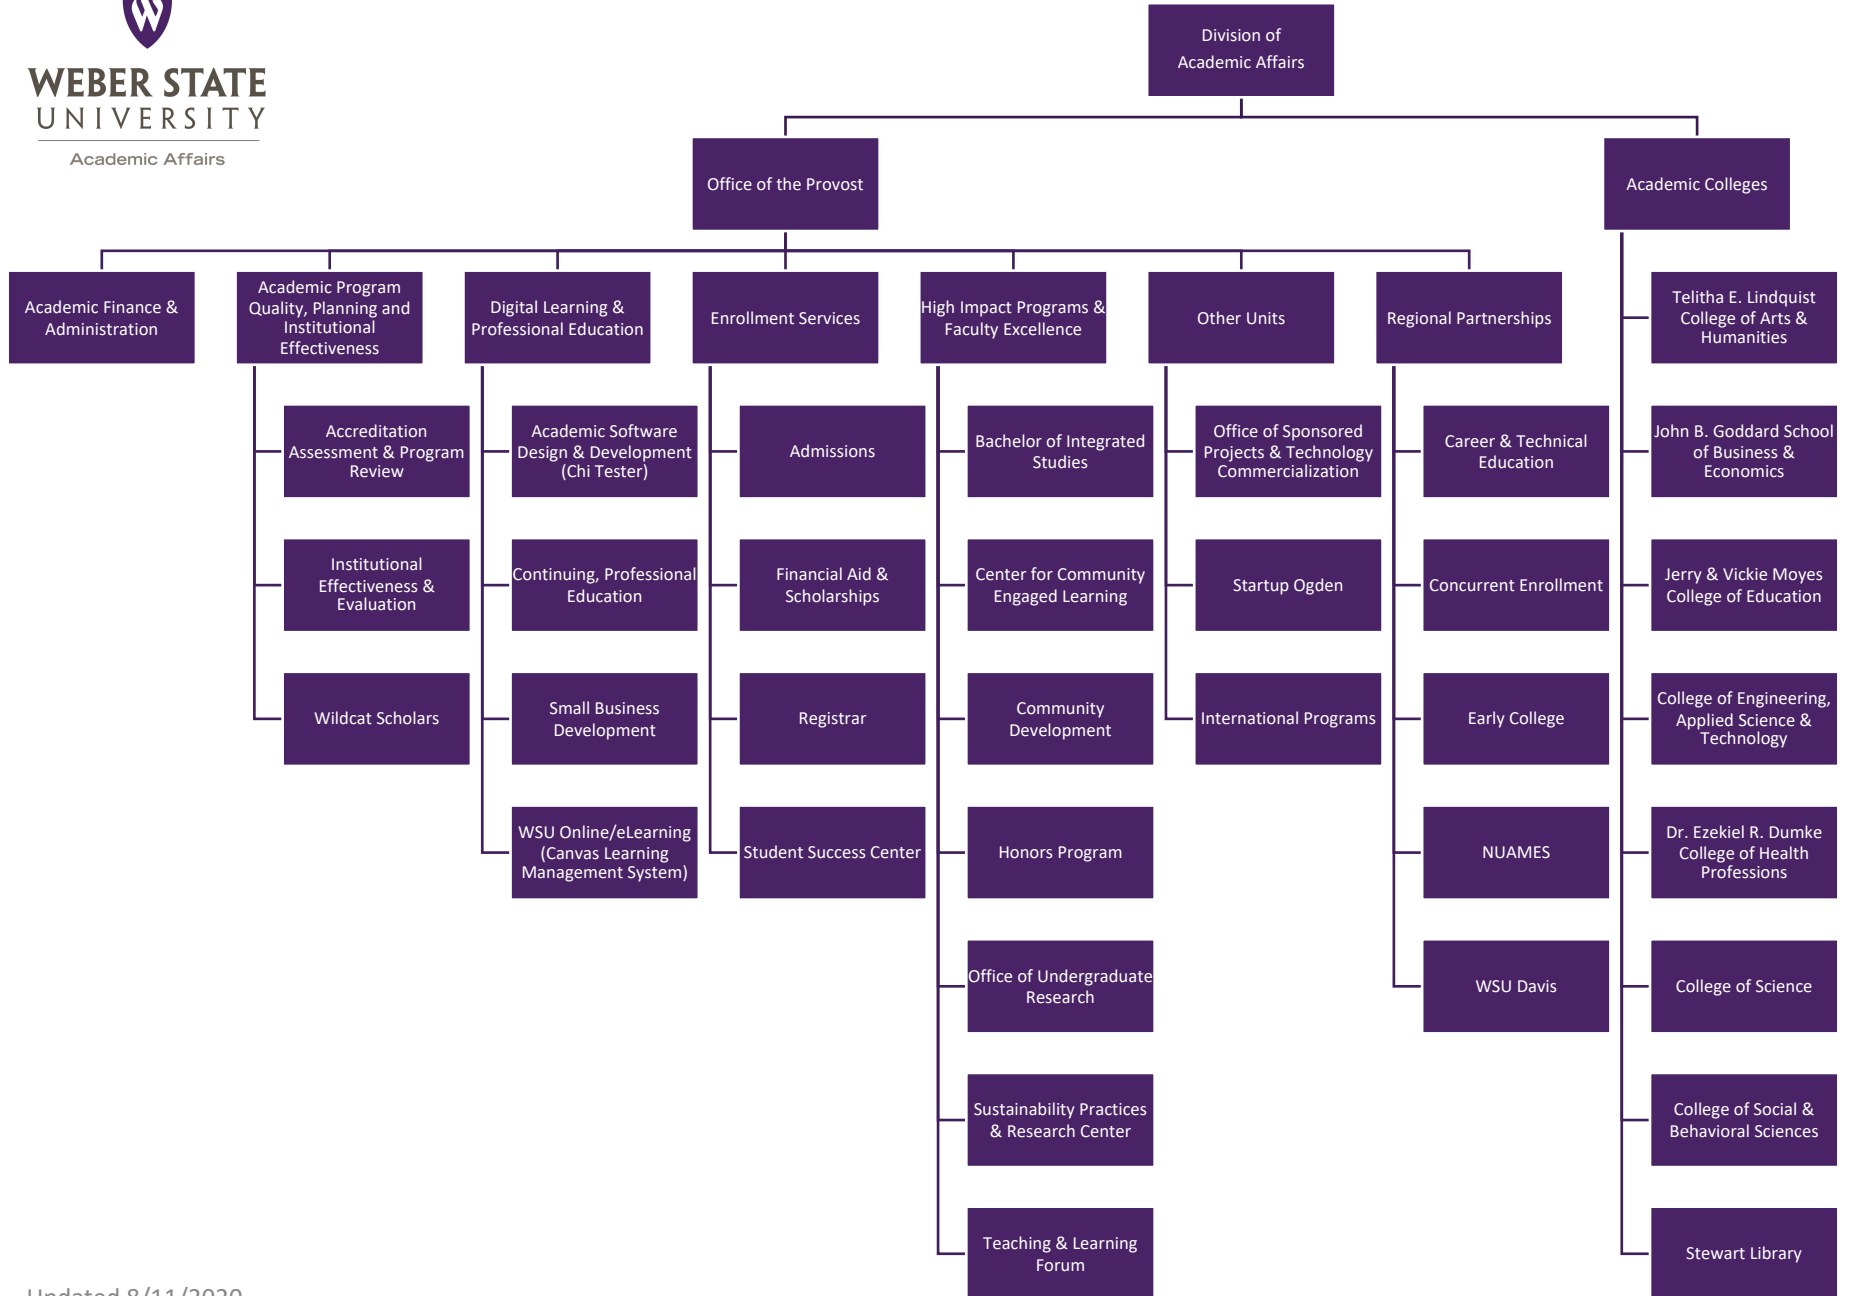 WEBER STATE
UNIVERSITY
Academic Affairs
Division of
Academic Affairs
Office of the Provost
Academic Colleges
Academic Finance &
Administration
Academic Program
Quality, Planning and
Institutional
Effectiveness
Digital Learning &
Professional Education
Enrollment Services
High Impact Programs &
Faculty Excellence
Other Units
Regional Partnerships
Telitha E. Lindquist
College of Arts &
Humanities
Accreditation
Assessment & Program
Review
Academic Software
Design & Development
(Chi Tester)
Admissions
Bachelor of Integrated
Studies
Office of Sponsored
Projects & Technology
Commercialization
Career & Technical
Education
John B. Goddard School
of Business &
Economics
Institutional
Effectiveness &
Evaluation
Continuing, Professional
Education
Financial Aid &
Scholarships
Center for Community
Engaged Learning
Startup Ogden
Concurrent Enrollment
Jerry & Vickie Moyes
College of Education
Wildcat Scholars
Small Business
Development
Registrar
Community
Development
International Programs
Early College
College of Engineering,
Applied Science &
Technology
WSU Online/eLearning
(Canvas Learning
Management System)
Student Success Center
Honors Program
NUAMES
Dr. Ezekiel R. Dumke
College of Health
Professions
Office of Undergraduate
Research
WSU Davis
College of Science
Sustainability Practices
& Research Center
College of Social &
Behavioral Sciences
Teaching & Learning
Forum
Stewart Library
Updated 8/11/2020